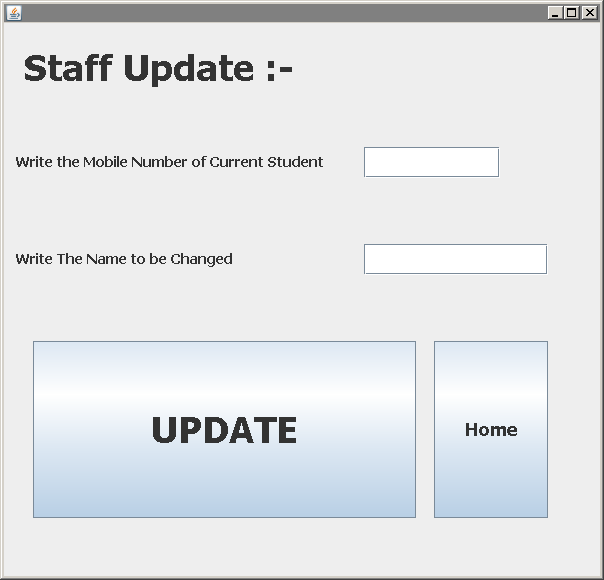 Staff Update :-
Write the Mobile Number of Current Student
Write The Name to be Changed
UPDATE
Home